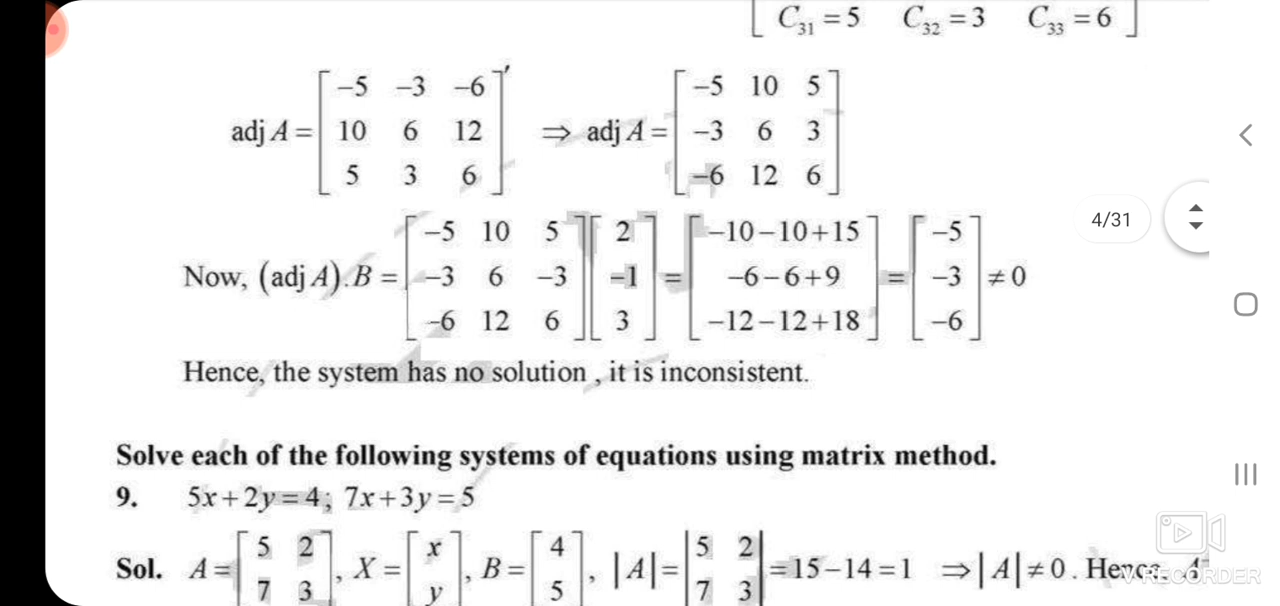 C₃₁ = 5 C₃₂ = 3 C₃₃ = 6
adj A = [−5 −3 −6; 10 6 12; 5 3 6]′ ⇒ adj A = [−5 10 5; −3 6 3; −6 12 6]
4/31
Now, (adj A).B = [−5 10 5; −3 6 −3; −6 12 6] [2; −1; 3] = [−10−10+15; −6−6+9; −12−12+18] = [−5; −3; −6] ≠ 0
Hence, the system has no solution , it is inconsistent.
Solve each of the following systems of equations using matrix method.
9. 5x+2y=4; 7x+3y=5
Sol. A = [5 2; 7 3], X = [x; y], B = [4; 5], |A| = |5 2; 7 3| = 15−14 = 1 ⇒ |A| ≠ 0. Hence,
V RECORDER